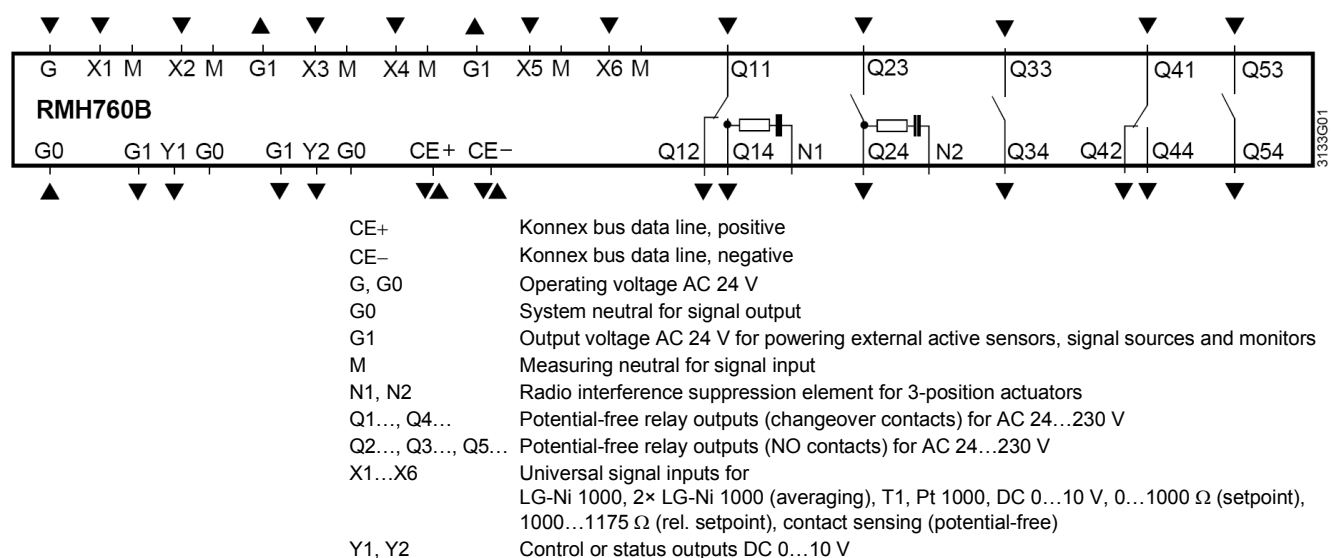 G X1 M X2 M G1 X3 M X4 M G1 X5 M X6 M Q11 Q23 Q33 Q41 Q53
RMH760B
G0 G1 Y1 G0 G1 Y2 G0 CE+ CE− Q12 Q14 N1 Q24 N2 Q34 Q42 Q44 Q54
3133G01
CE+ Konnex bus data line, positive
CE− Konnex bus data line, negative
G, G0 Operating voltage AC 24 V
G0 System neutral for signal output
G1 Output voltage AC 24 V for powering external active sensors, signal sources and monitors
M Measuring neutral for signal input
N1, N2 Radio interference suppression element for 3-position actuators
Q1…, Q4… Potential-free relay outputs (changeover contacts) for AC 24…230 V
Q2…, Q3…, Q5… Potential-free relay outputs (NO contacts) for AC 24…230 V
X1…X6 Universal signal inputs for
LG-Ni 1000, 2× LG-Ni 1000 (averaging), T1, Pt 1000, DC 0…10 V, 0…1000 Ω (setpoint),
1000…1175 Ω (rel. setpoint), contact sensing (potential-free)
Y1, Y2 Control or status outputs DC 0…10 V